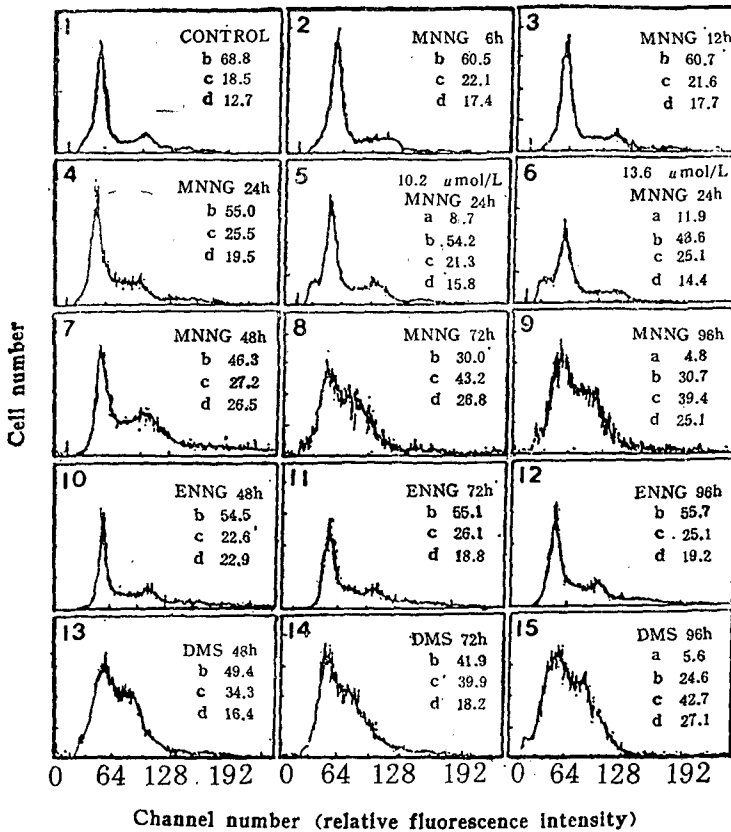 1
CONTROL
b 68.8
c 18.5
d 12.7
2
MNNG 6h
b 60.5
c 22.1
d 17.4
3
MNNG 12h
b 60.7
c 21.6
d 17.7
4
MNNG 24h
b 55.0
c 25.5
d 19.5
5
10.2 umol/L
MNNG 24h
a 8.7
b 54.2
c 21.3
d 15.8
6
13.6 umol/L
MNNG 24h
a 11.9
b 48.6
c 25.1
d 14.4
7
MNNG 48h
b 46.3
c 27.2
d 26.5
8
MNNG 72h
b 30.0
c 43.2
d 26.8
9
MNNG 96h
a 4.8
b 30.7
c 39.4
d 25.1
10
ENNG 48h
b 54.5
c 22.6
d 22.9
11
ENNG 72h
b 55.1
c 26.1
d 18.8
12
ENNG 96h
b 55.7
c 25.1
d 19.2
13
DMS 48h
b 49.4
c 34.3
d 16.4
14
DMS 72h
b 41.9
c 39.9
d 18.2
15
DMS 96h
a 5.6
b 24.6
c 42.7
d 27.1
Cell number
0 64 128 192 0 64 128 192 0 64 128 192
Channel number (relative fluorescence intensity)